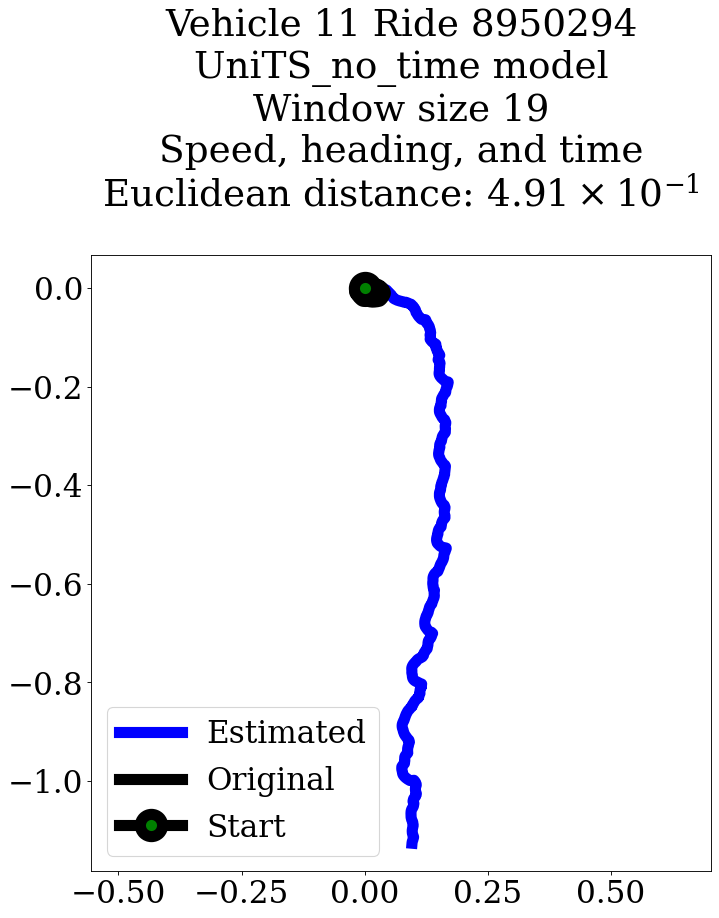 Vehicle 11 Ride 8950294
UniTS_no_time model
Window size 19
Speed, heading, and time
Euclidean distance: 4.91 × 10⁻¹
0.0
−0.2
−0.4
−0.6
−0.8
−1.0
Estimated
Original
Start
−0.50 −0.25 0.00 0.25 0.50